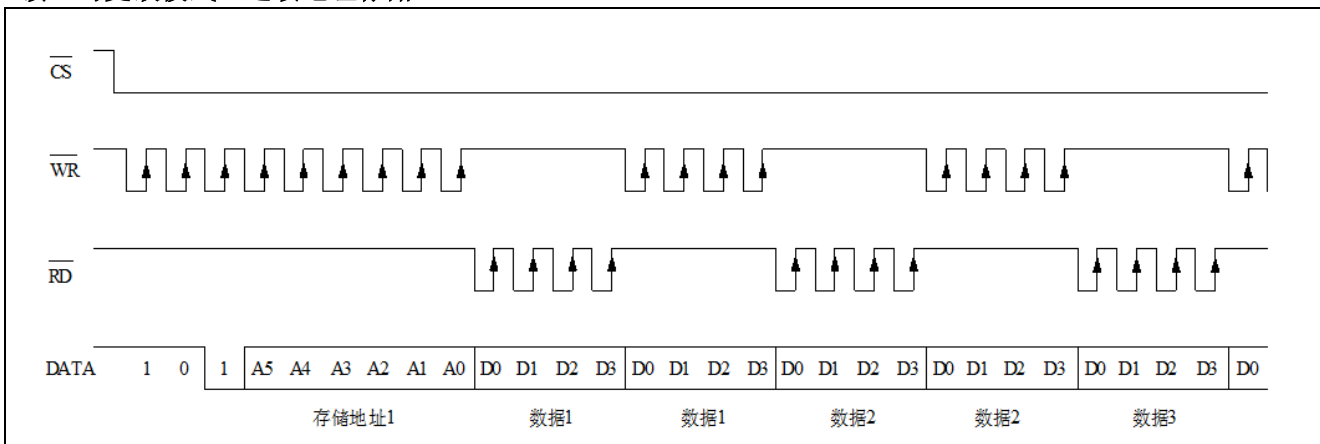 CS
WR
RD
DATA 1 0 1 A5 A4 A3 A2 A1 A0 D0 D1 D2 D3 D0 D1 D2 D3 D0 D1 D2 D3 D0 D1 D2 D3 D0 D1 D2 D3 D0
存储地址1 数据1 数据1 数据2 数据2 数据3